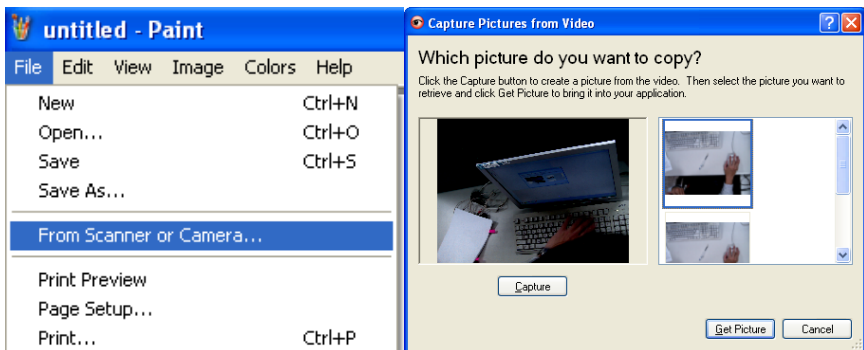 untitled - Paint
File Edit View Image Colors Help
New Ctrl+N
Open... Ctrl+O
Save Ctrl+S
Save As...
From Scanner or Camera...
Print Preview
Page Setup...
Print... Ctrl+P
Capture Pictures from Video
Which picture do you want to copy?
Click the Capture button to create a picture from the video. Then select the picture you want to
retrieve and click Get Picture to bring it into your application.
Capture
Get Picture Cancel